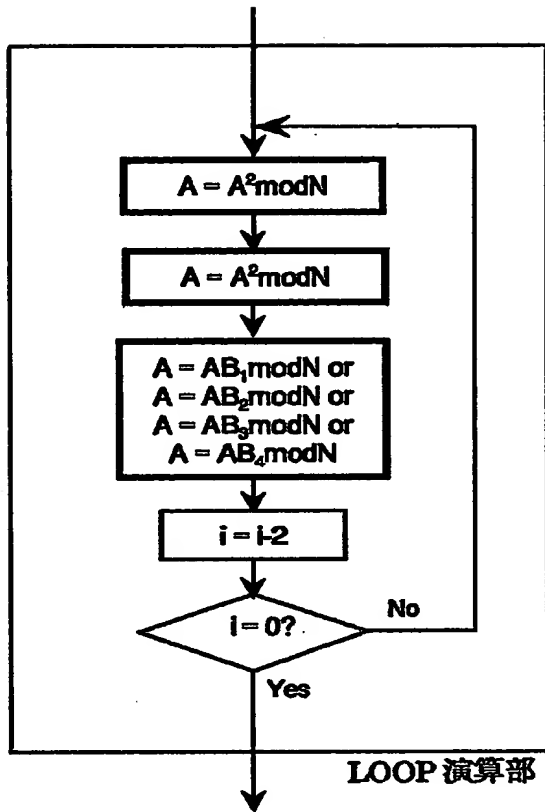 A = A²modN
A = A²modN
A = AB₁modN or
A = AB₂modN or
A = AB₃modN or
A = AB₄modN
i = i-2
i = 0?
No
Yes
LOOP 演算部